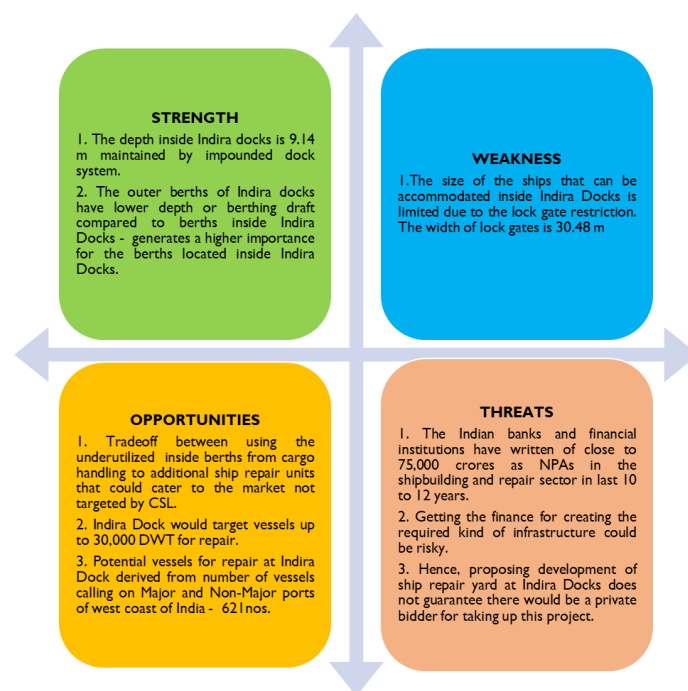 STRENGTH
1. The depth inside Indira docks is 9.14
m maintained by impounded dock
system.
2. The outer berths of Indira docks
have lower depth or berthing draft
compared to berths inside Indira
Docks - generates a higher importance
for the berths located inside Indira
Docks.
WEAKNESS
1.The size of the ships that can be
accommodated inside Indira Docks is
limited due to the lock gate restriction.
The width of lock gates is 30.48 m
OPPORTUNITIES
1. Tradeoff between using the
underutilized inside berths from cargo
handling to additional ship repair units
that could cater to the market not
targeted by CSL.
2. Indira Dock would target vessels up
to 30,000 DWT for repair.
3. Potential vessels for repair at Indira
Dock derived from number of vessels
calling on Major and Non-Major ports
of west coast of India - 621nos.
THREATS
1. The Indian banks and financial
institutions have written of close to
75,000 crores as NPAs in the
shipbuilding and repair sector in last 10
to 12 years.
2. Getting the finance for creating the
required kind of infrastructure could
be risky.
3. Hence, proposing development of
ship repair yard at Indira Docks does
not guarantee there would be a private
bidder for taking up this project.